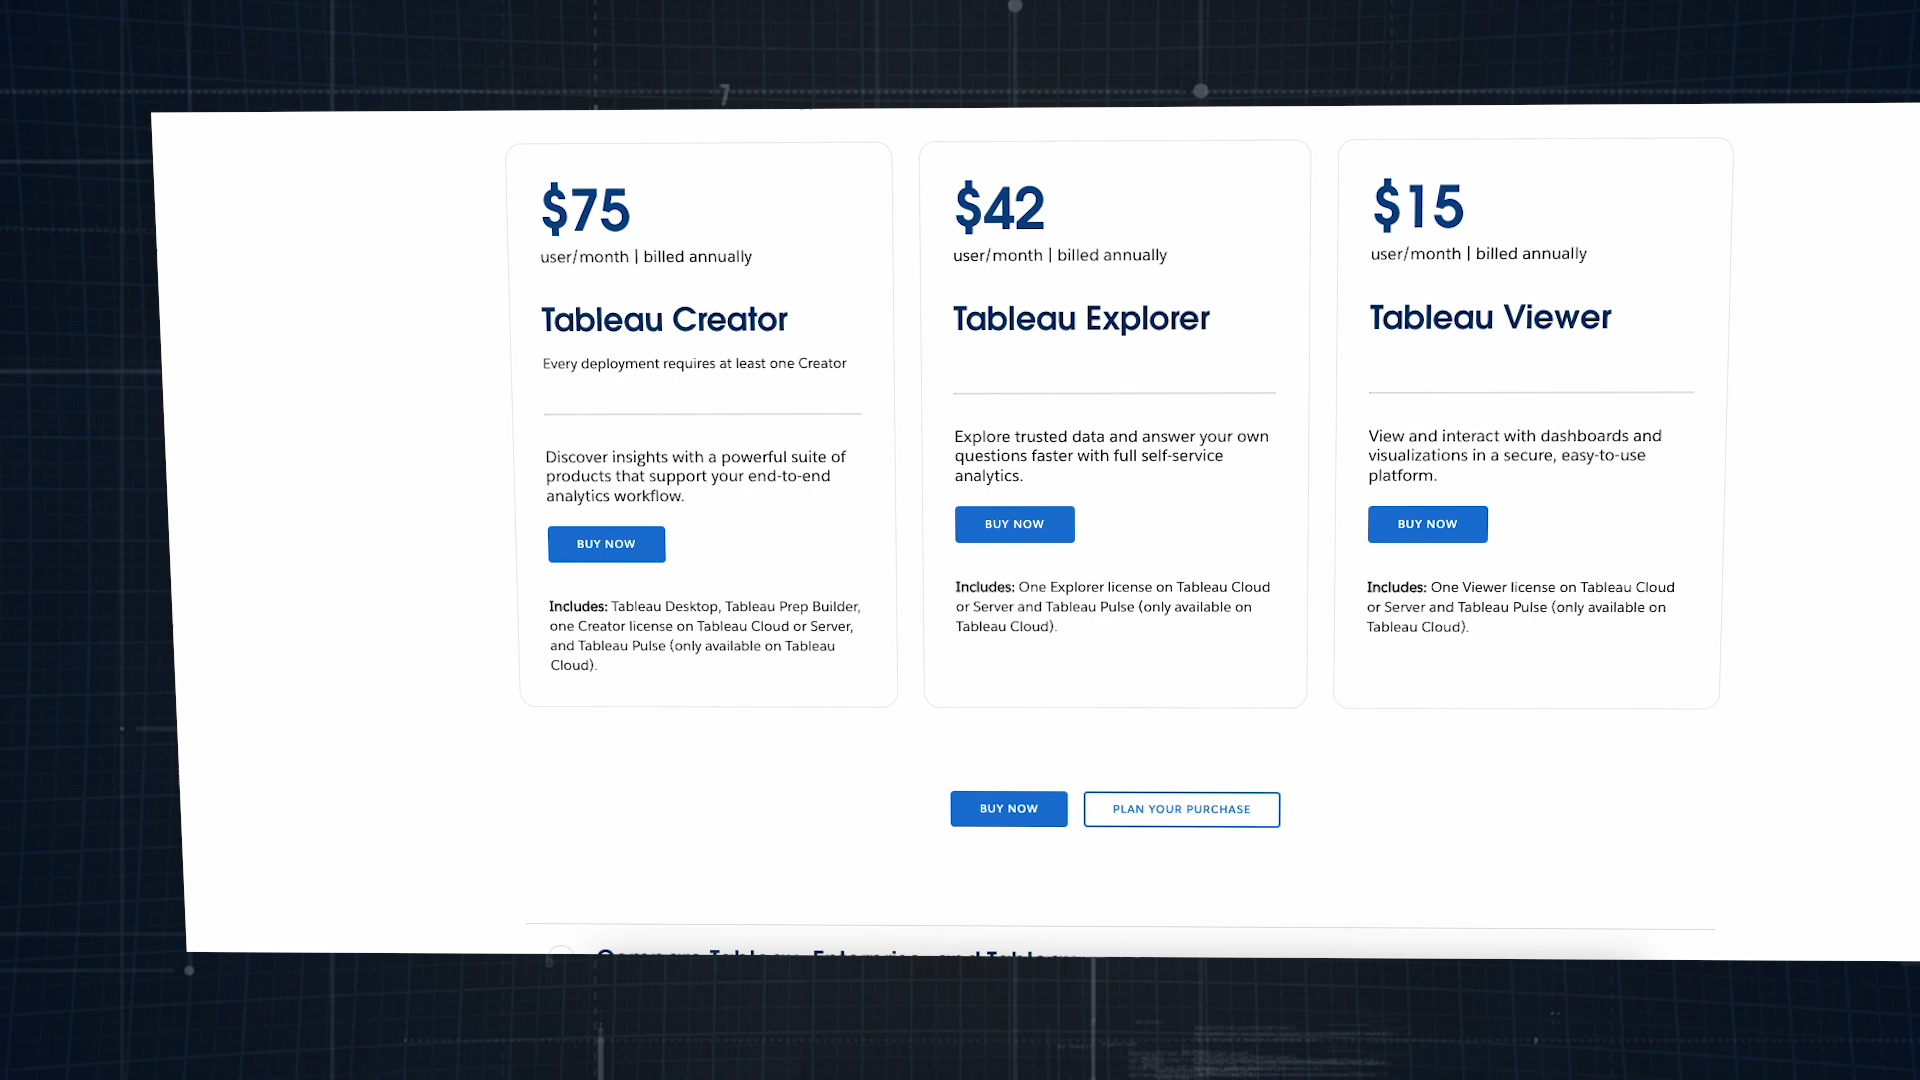 7
$75
user/month | billed annually
Tableau Creator
Every deployment requires at least one Creator
Discover insights with a powerful suite of
products that support your end-to-end
analytics workflow.
BUY NOW
Includes: Tableau Desktop, Tableau Prep Builder,
one Creator license on Tableau Cloud or Server,
and Tableau Pulse (only available on Tableau
Cloud).
$42
user/month | billed annually
Tableau Explorer
Explore trusted data and answer your own
questions faster with full self-service
analytics.
BUY NOW
Includes: One Explorer license on Tableau Cloud
or Server and Tableau Pulse (only available on
Tableau Cloud).
$15
user/month | billed annually
Tableau Viewer
View and interact with dashboards and
visualizations in a secure, easy-to-use
platform.
BUY NOW
Includes: One Viewer license on Tableau Cloud
or Server and Tableau Pulse (only available on
Tableau Cloud).
BUY NOW
PLAN YOUR PURCHASE
Compare Tableau, Enterprise, and Tableau